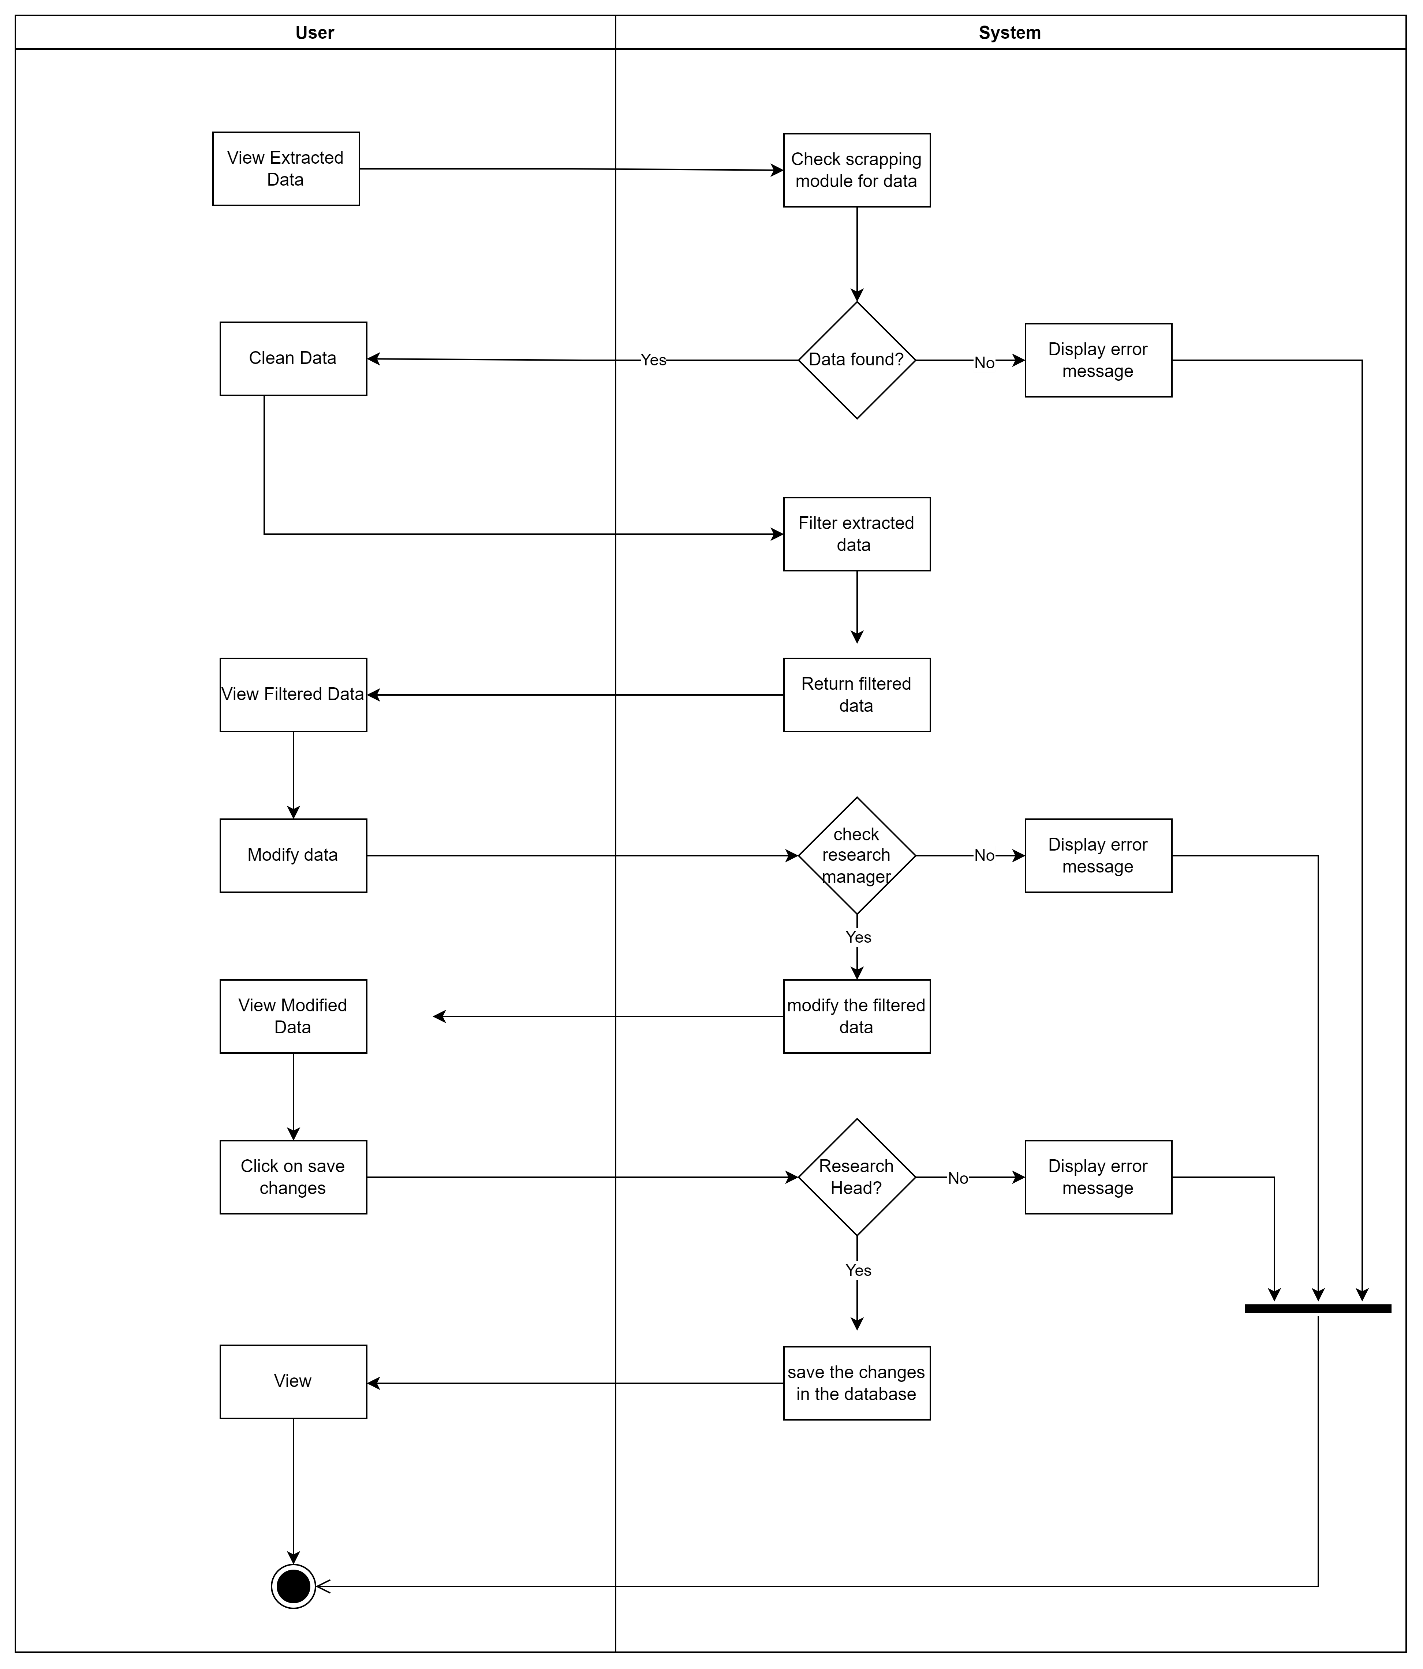 User
System
View Extracted
Data
Check scrapping
module for data
Clean Data
Yes
Data found?
No
Display error
message
Filter extracted
data
View Filtered Data
Return filtered
data
Modify data
check
research
manager
No
Display error
message
Yes
View Modified
Data
modify the filtered
data
Click on save
changes
Research
Head?
No
Display error
message
Yes
View
save the changes
in the database